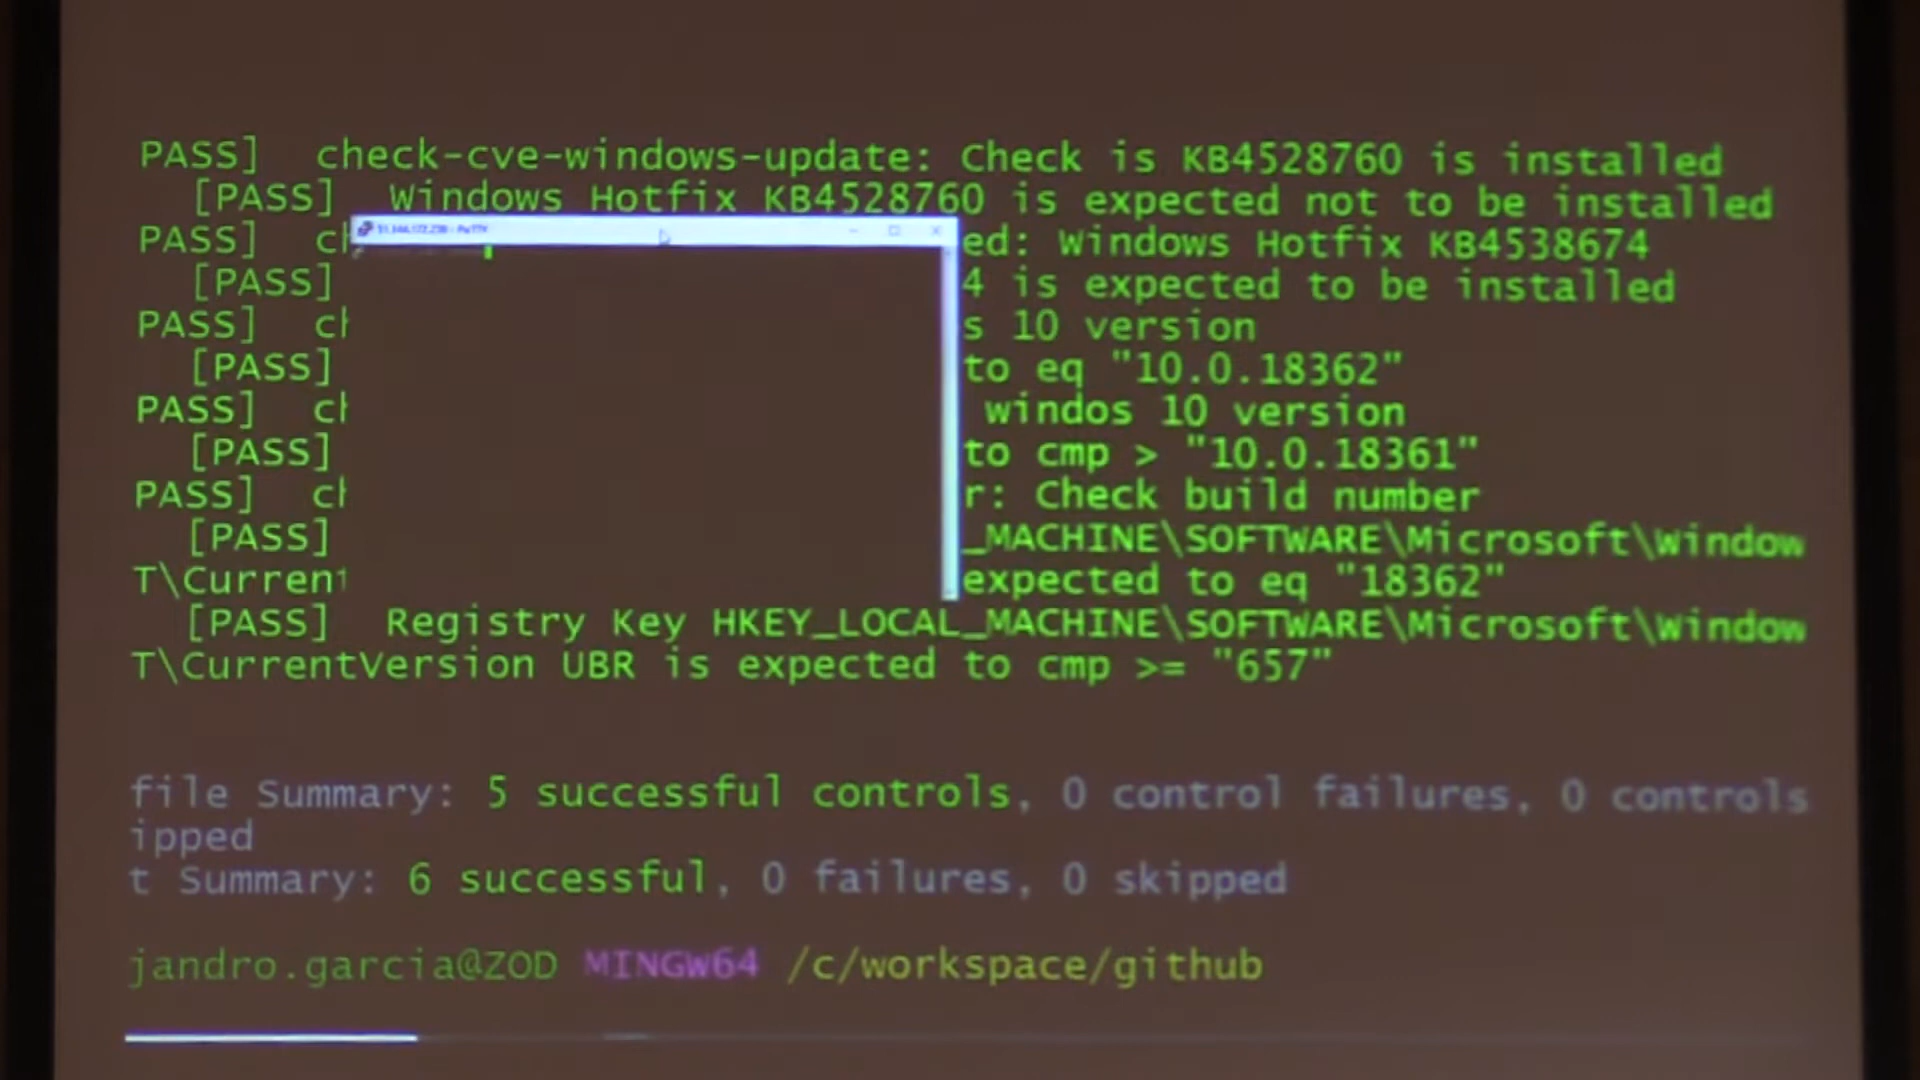 PASS]  check-cve-windows-update: Check is KB4528760 is installed
[PASS]  Windows Hotfix KB4528760 is expected not to be installed
PASS]  ed: Windows Hotfix KB4538674
[PASS]  4 is expected to be installed
PASS]  s 10 version
[PASS]  to eq "10.0.18362"
PASS]  windos 10 version
[PASS]  to cmp > "10.0.18361"
PASS]  r: Check build number
[PASS]  _MACHINE\SOFTWARE\Microsoft\Window
T\Current  expected to eq "18362"
[PASS]  Registry Key HKEY_LOCAL_MACHINE\SOFTWARE\Microsoft\Window
T\CurrentVersion UBR is expected to cmp >= "657"
file Summary: 5 successful controls, 0 control failures, 0 controls
ipped
t Summary: 6 successful, 0 failures, 0 skipped
jandro.garcia@ZOD MINGW64 /c/workspace/github